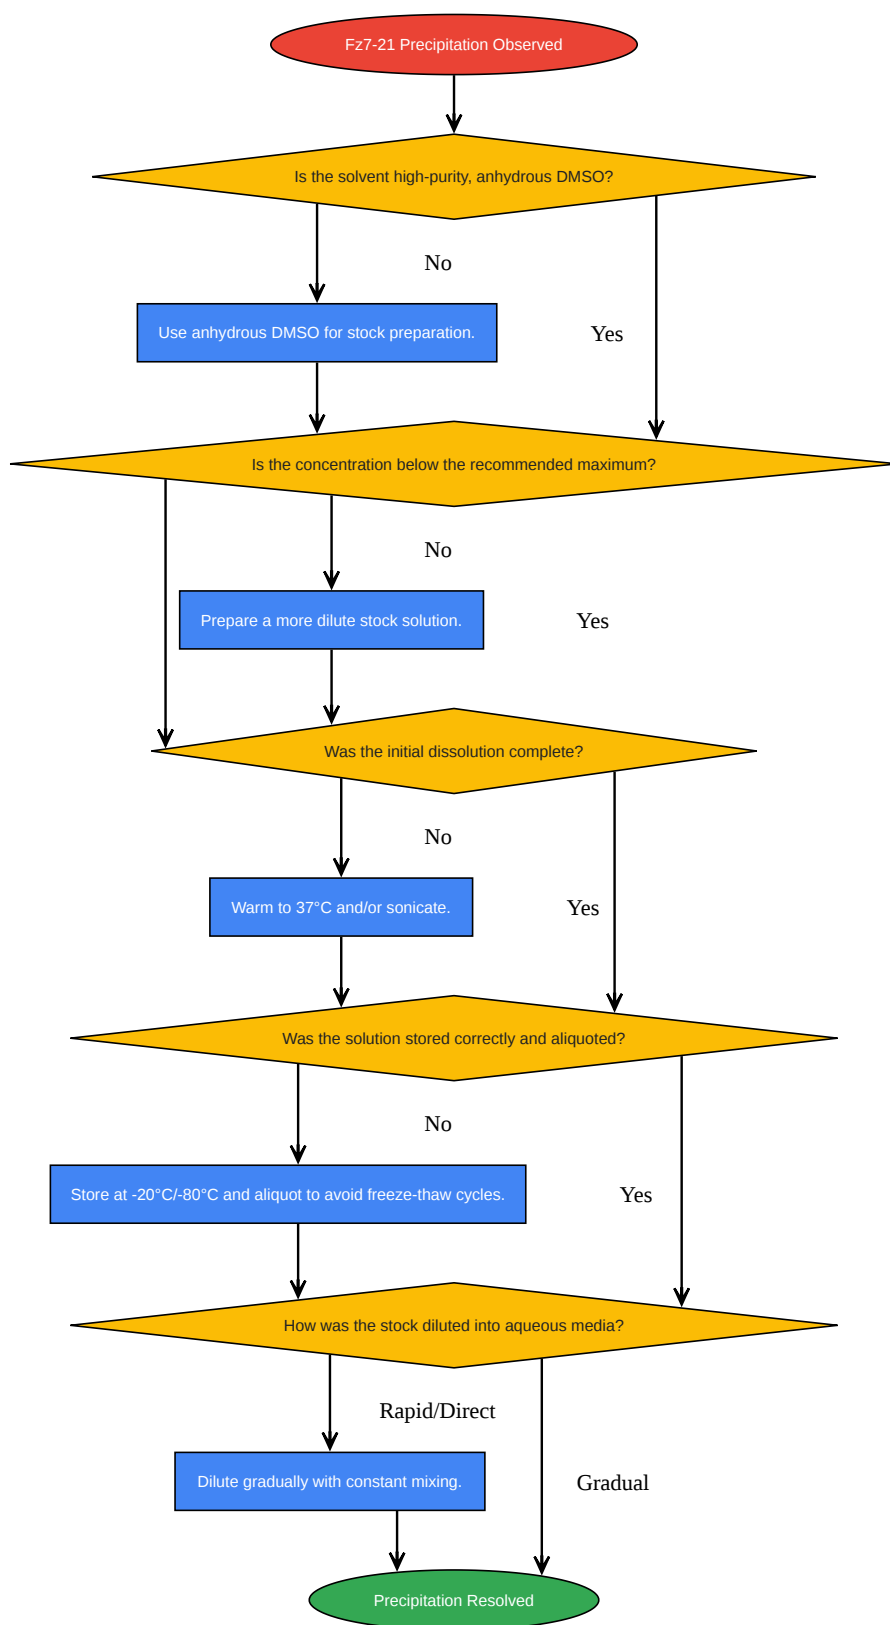 Fz7-21 Precipitation Observed
Is the solvent high-purity, anhydrous DMSO?
No
Use anhydrous DMSO for stock preparation.
Yes
Is the concentration below the recommended maximum?
No
Prepare a more dilute stock solution.
Yes
Was the initial dissolution complete?
No
Warm to 37°C and/or sonicate.
Yes
Was the solution stored correctly and aliquoted?
No
Store at -20°C/-80°C and aliquot to avoid freeze-thaw cycles.
Yes
How was the stock diluted into aqueous media?
Rapid/Direct
Dilute gradually with constant mixing.
Gradual
Precipitation Resolved